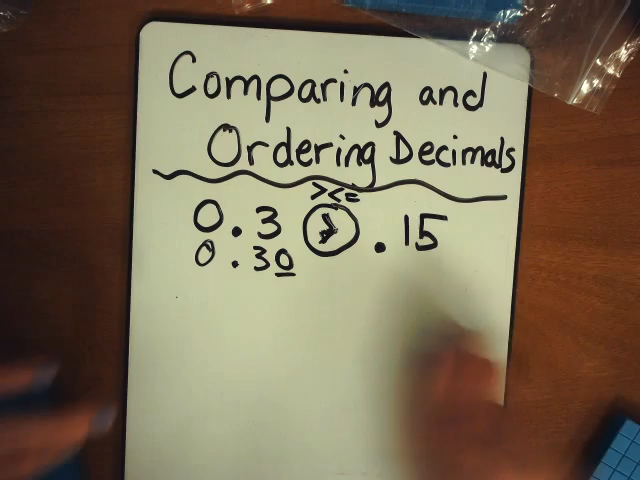 Comparing and
Ordering Decimals
><=
0.3 > .15
0.30